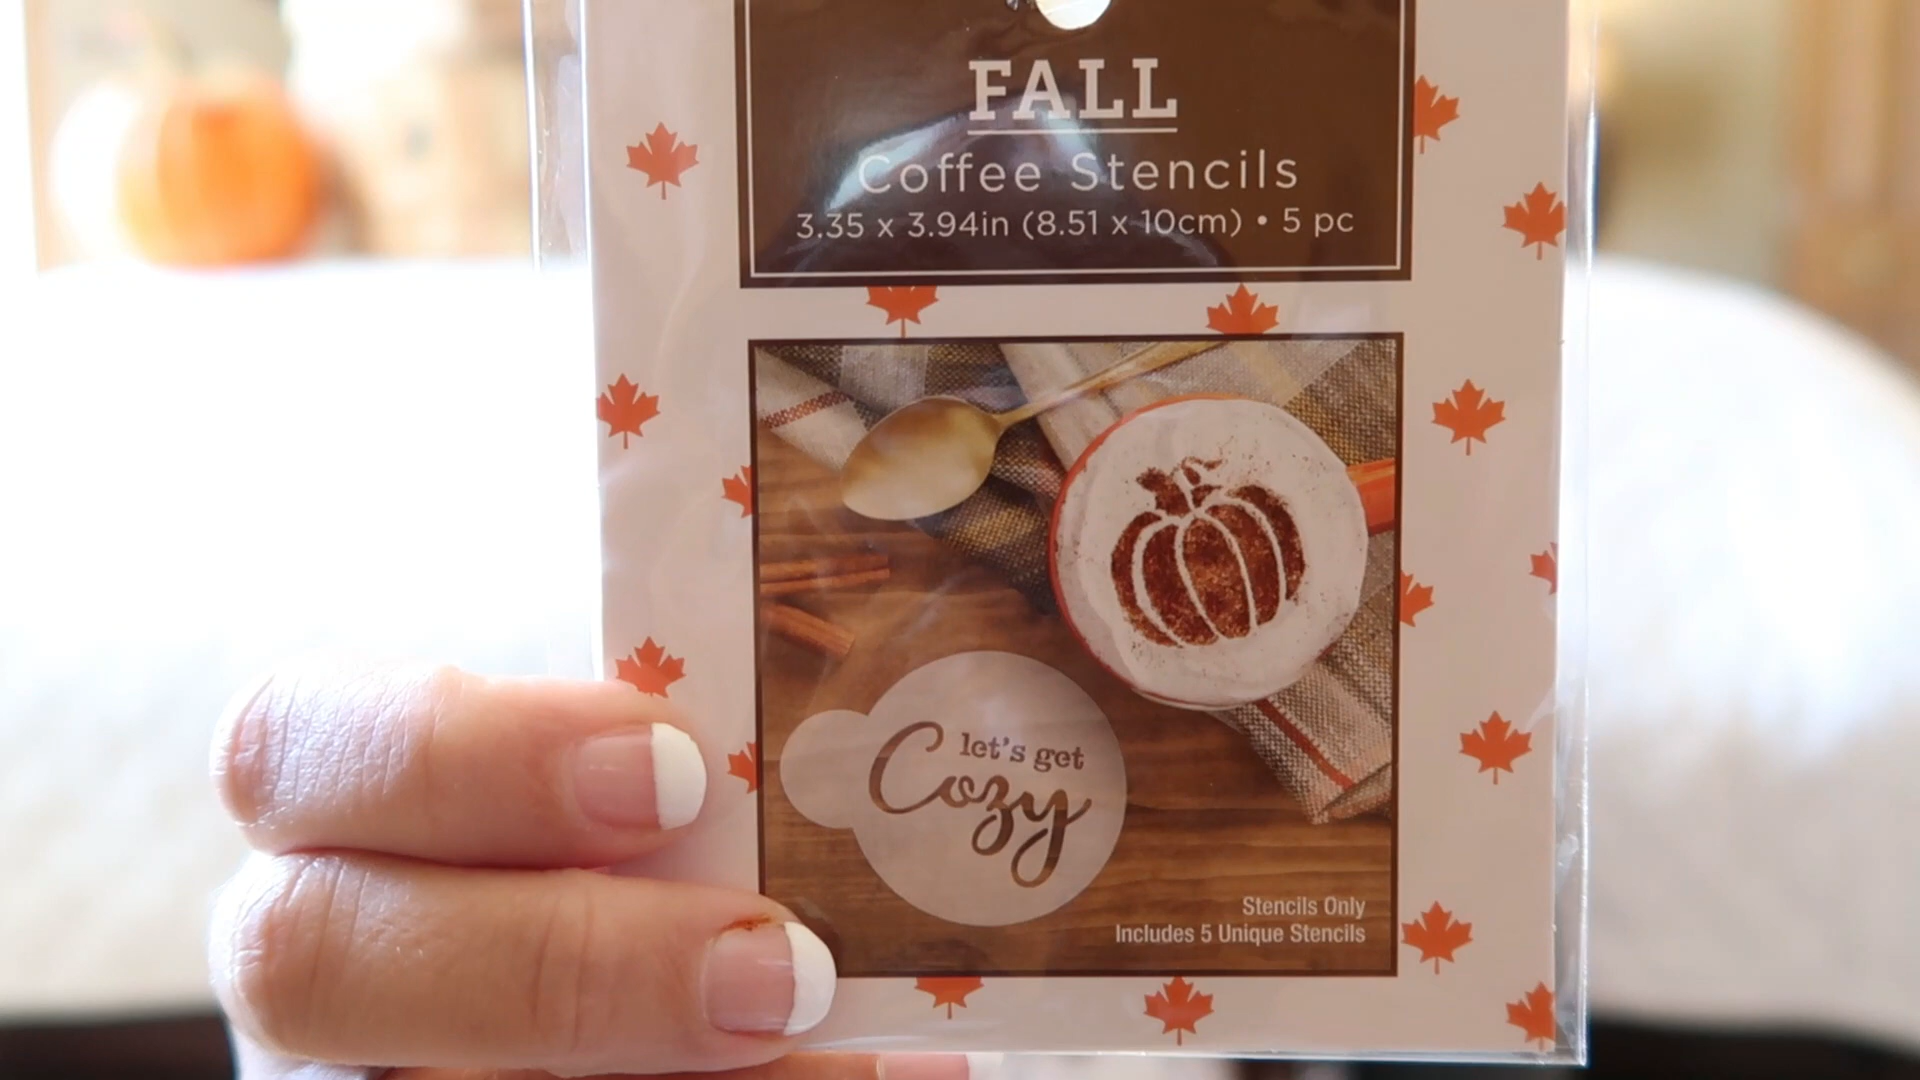 FALL
Coffee Stencils
3.35 x 3.94in (8.51 x 10cm) • 5 pc
let's get
Cozy
Stencils Only
Includes 5 Unique Stencils